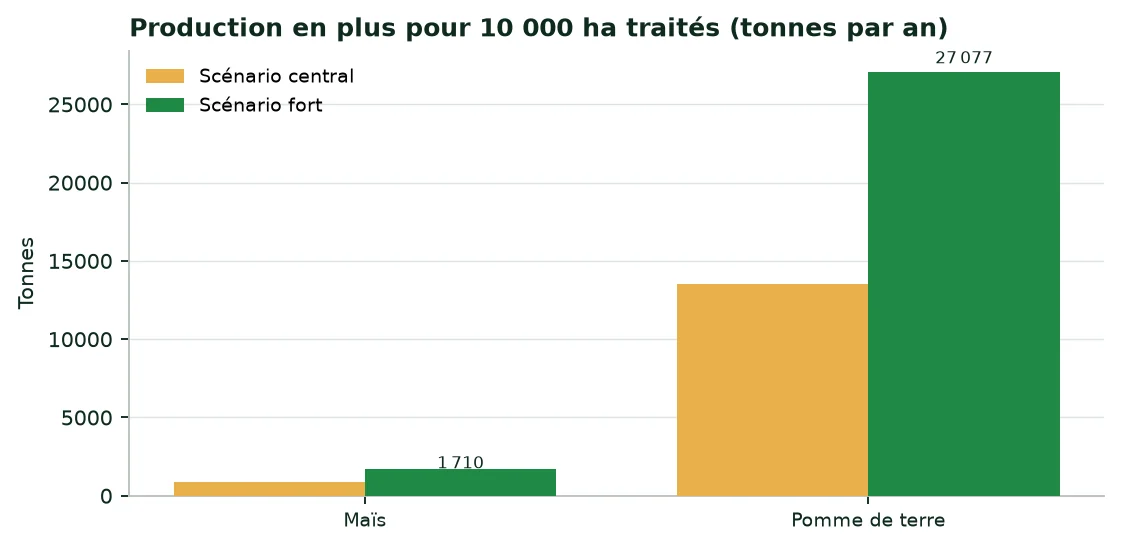 Production en plus pour 10 000 ha traités (tonnes par an)
27 077
Scénario central
Scénario fort
25000
20000
15000
10000
5000
0
Tonnes
1 710
Maïs
Pomme de terre